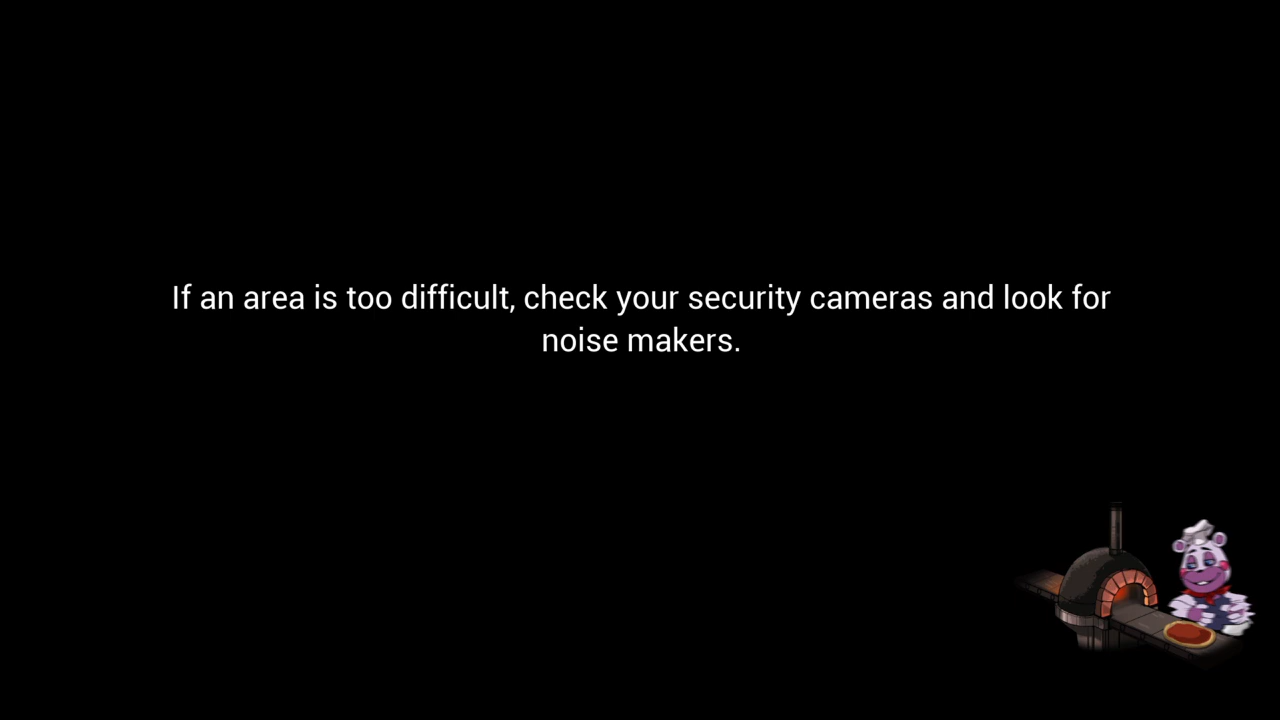 If an area is too difficult, check your security cameras and look for
noise makers.